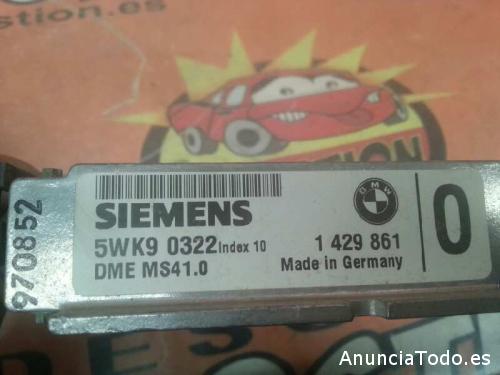 stion.es
SIEMENS
5WK9 0322 Index 10
DME MS41.0
BMW
1 429 861
Made in Germany
0
970852
AnunciaTodo.es